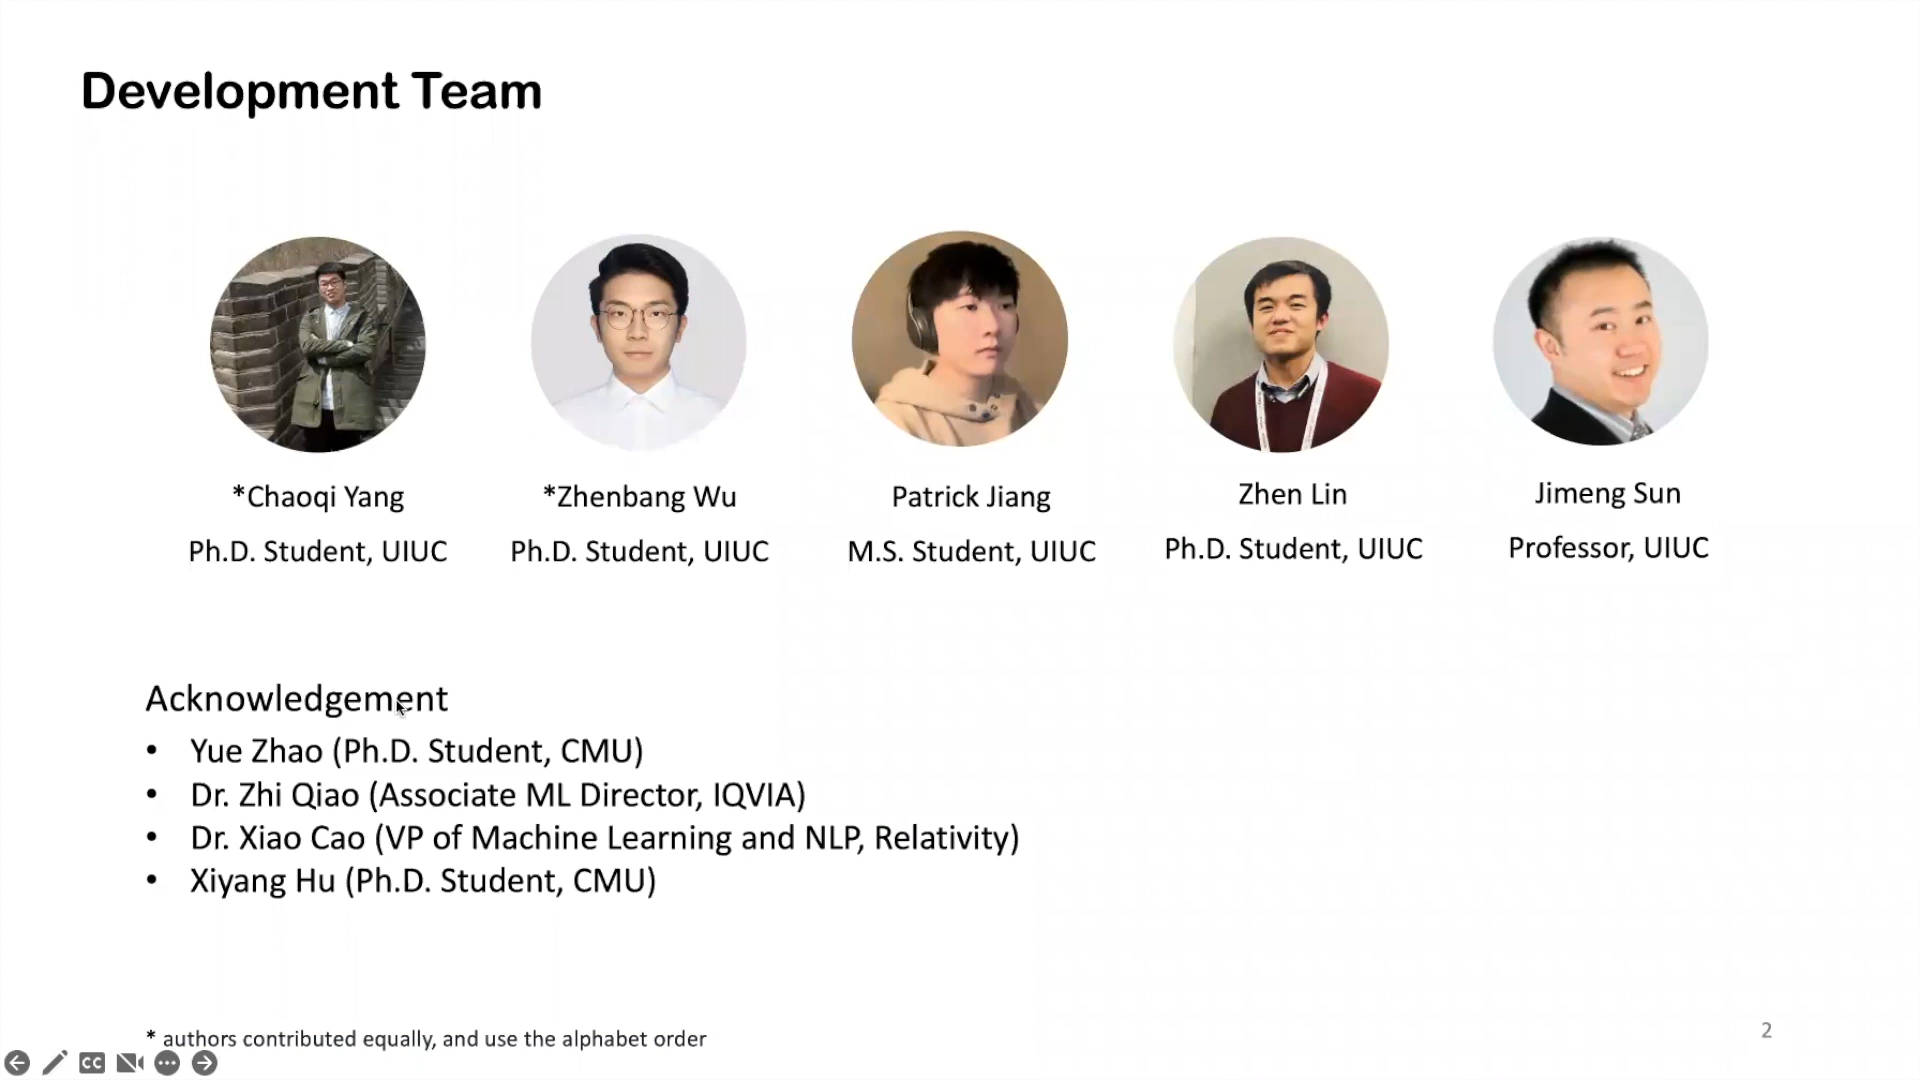 Development Team
*Chaoqi Yang
Ph.D. Student, UIUC
*Zhenbang Wu
Ph.D. Student, UIUC
Patrick Jiang
M.S. Student, UIUC
Zhen Lin
Ph.D. Student, UIUC
Jimeng Sun
Professor, UIUC
Acknowledgement
• Yue Zhao (Ph.D. Student, CMU)
• Dr. Zhi Qiao (Associate ML Director, IQVIA)
• Dr. Xiao Cao (VP of Machine Learning and NLP, Relativity)
• Xiyang Hu (Ph.D. Student, CMU)
* authors contributed equally, and use the alphabet order
2
CC